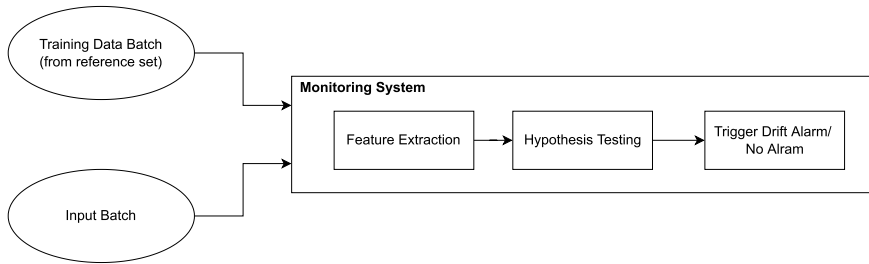 Training Data Batch
(from reference set)
Monitoring System
Feature Extraction
Hypothesis Testing
Trigger Drift Alarm/
No Alram
Input Batch